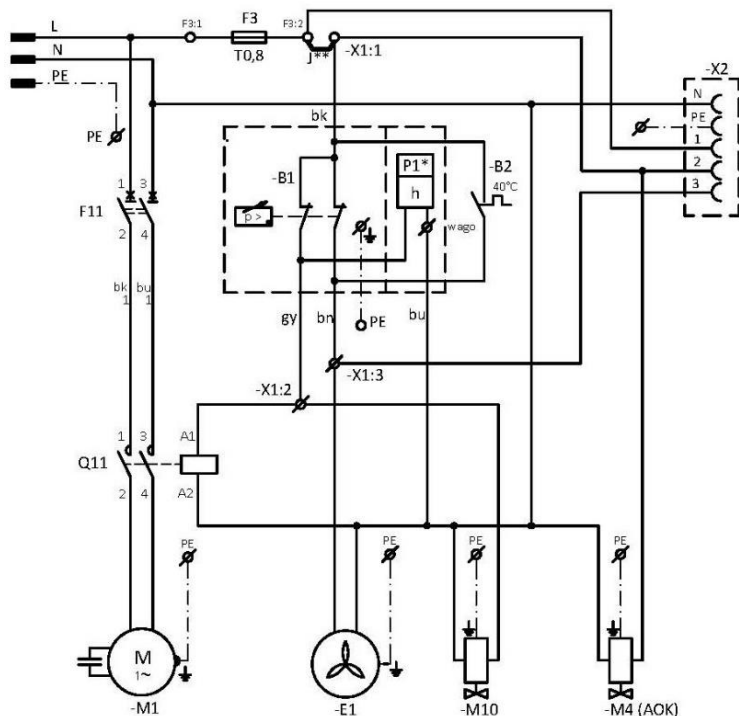 L
F3:1
F3
F3:2
T0,8
J**
-X1:1
N
PE
-X2
N
PE
1
2
3
PE
bk
-B1
P1*
h
-B2
40°C
p >
wago
1
3
F11
2
4
bk
1
bu
1
gy
bn
PE
bu
-X1:2
-X1:3
1
3
A1
Q11
2
4
A2
PE
PE
PE
PE
M
1~
-M1
-E1
-M10
-M4 (AOK)